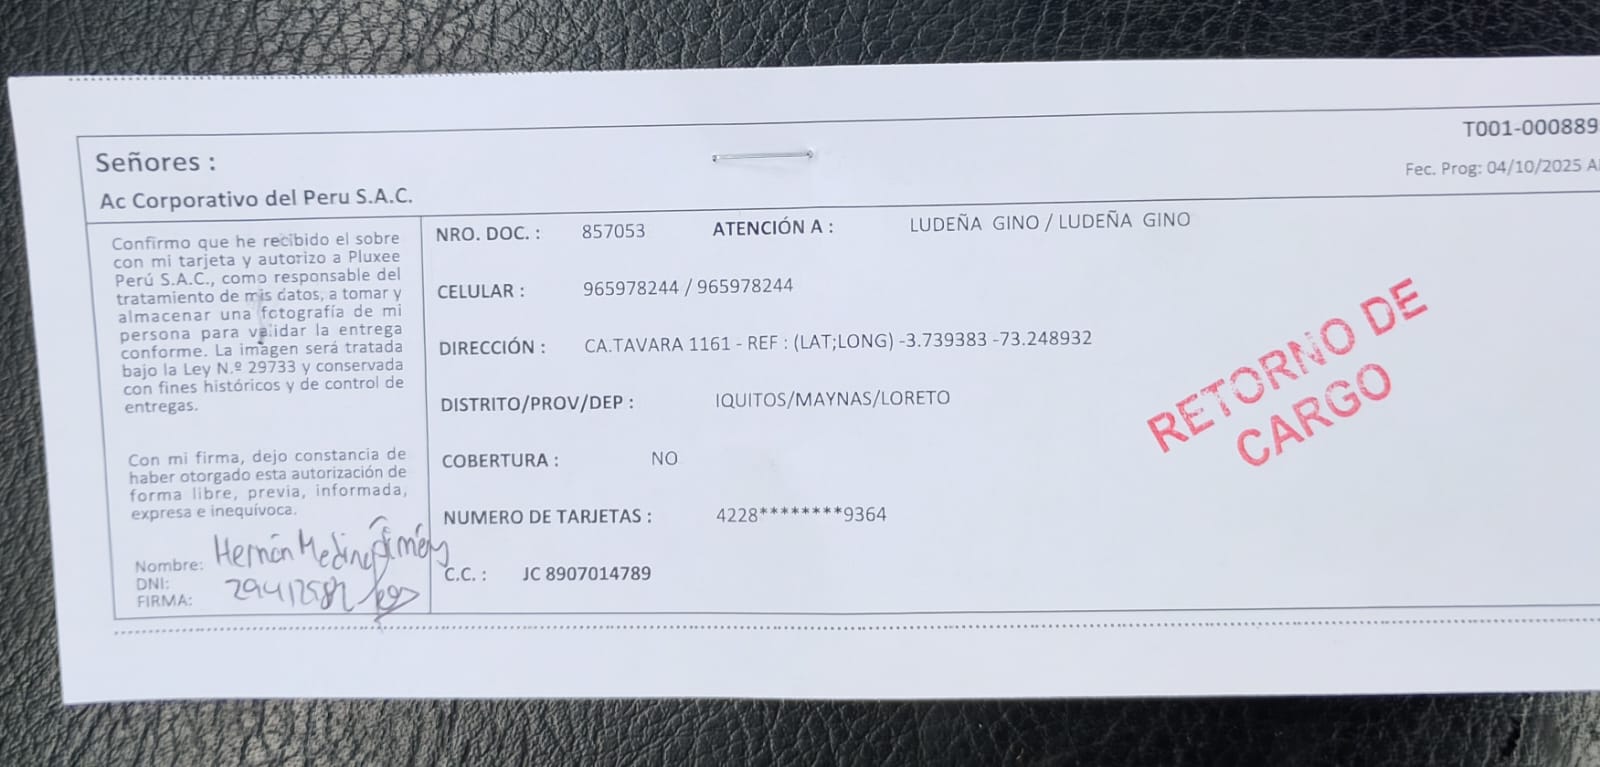 Señores :
T001-000889
Fec. Prog: 04/10/2025
Ac Corporativo del Peru S.A.C.
Confirmo que he recibido el sobre
con mi tarjeta y autorizo a Pluxee
Perú S.A.C., como responsable del
tratamiento de mis datos, a tomar y
almacenar una fotografía de mi
persona para validar la entrega
conforme. La imagen será tratada
bajo la Ley N.º 29733 y conservada
con fines históricos y de control de
entregas.
Con mi firma, dejo constancia de
haber otorgado esta autorización de
forma libre, previa, informada,
expresa e inequívoca.
Nombre: Hernán Medina
DNI:
FIRMA:
NRO. DOC. : 857053 ATENCIÓN A : LUDEÑA GINO / LUDEÑA GINO
CELULAR : 965978244 / 965978244
DIRECCIÓN : CA.TAVARA 1161 - REF : (LAT;LONG) -3.739383 -73.248932
DISTRITO/PROV/DEP : IQUITOS/MAYNAS/LORETO
COBERTURA : NO
NUMERO DE TARJETAS : 4228********9364
C.C. : JC 8907014789
RETORNO DE
CARGO